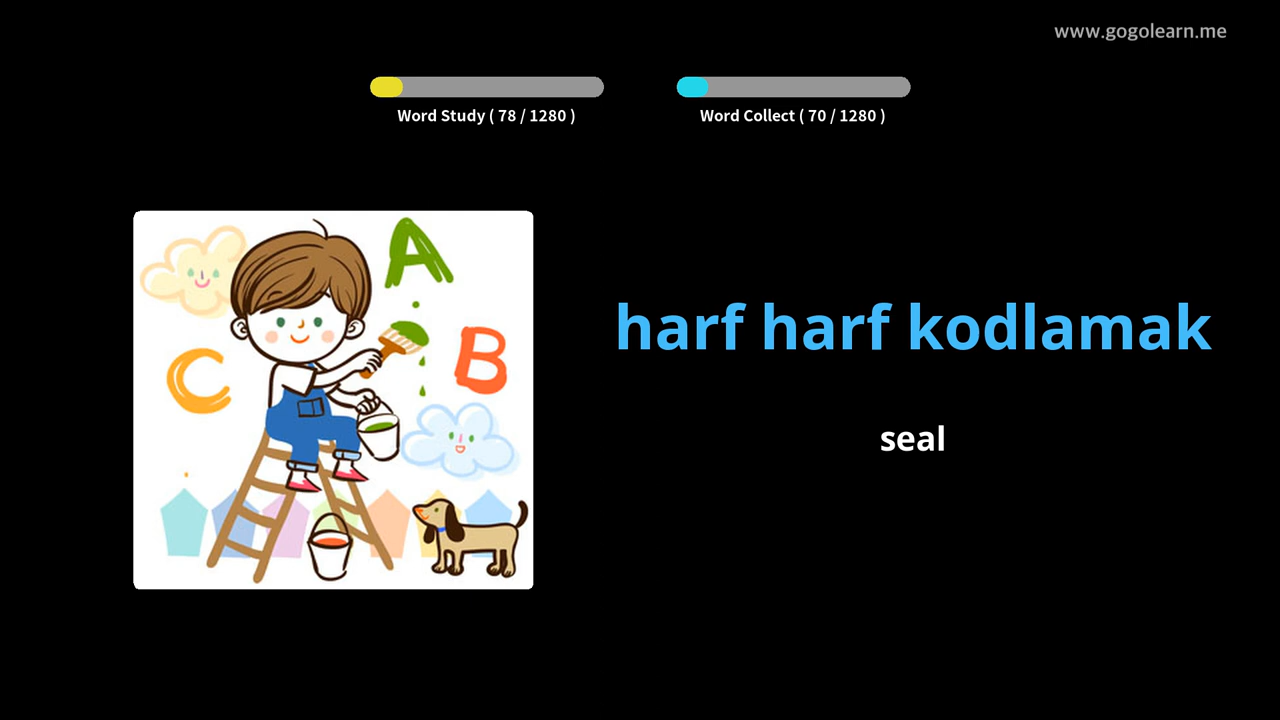 www.gogolearn.me
Word Study ( 78 / 1280 )
Word Collect ( 70 / 1280 )
A
B
C
harf harf kodlamak
seal